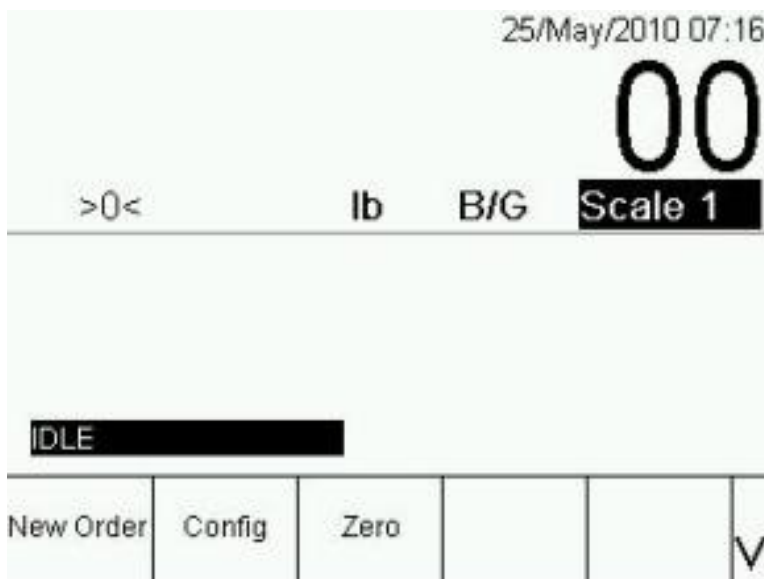 25/May/2010 07:16
00
>0< lb B/G Scale 1
IDLE
New Order Config Zero